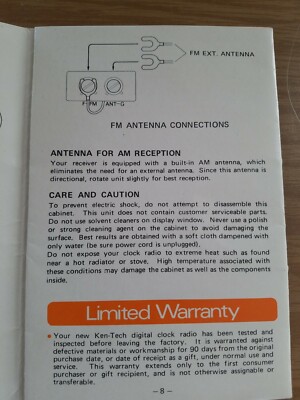 FM EXT. ANTENNA
F-FM ANT-G
FM ANTENNA CONNECTIONS
ANTENNA FOR AM RECEPTION
Your receiver is equipped with a built-in AM antenna, which
eliminates the need for an external antenna. Since this antenna is
directional, rotate unit slightly for best reception.
CARE AND CAUTION
To prevent electric shock, do not attempt to disassemble this
cabinet. This unit does not contain customer serviceable parts.
Do not use solvent cleaners on display window. Never use a polish
or strong cleaning agent on the cabinet to avoid damaging the
surface. Best results are obtained with a soft cloth dampened with
only water (be sure power cord is unplugged).
Do not expose your clock radio to extreme heat such as found
near a hot radiator or stove. High temperature associated with
these conditions may damage the cabinet as well as the components
inside.
Limited Warranty
Your new Ken-Tech digital clock radio has been tested and
inspected before leaving the factory. It is warranted against
defective materials or workmanship for 90 days from the original
purchase date, or date of receipt as a gift, under normal use and
service. This warranty extends only to the first consumer
purchaser or gift recipient, and is not otherwise assignable or
transferable.
– 8 –